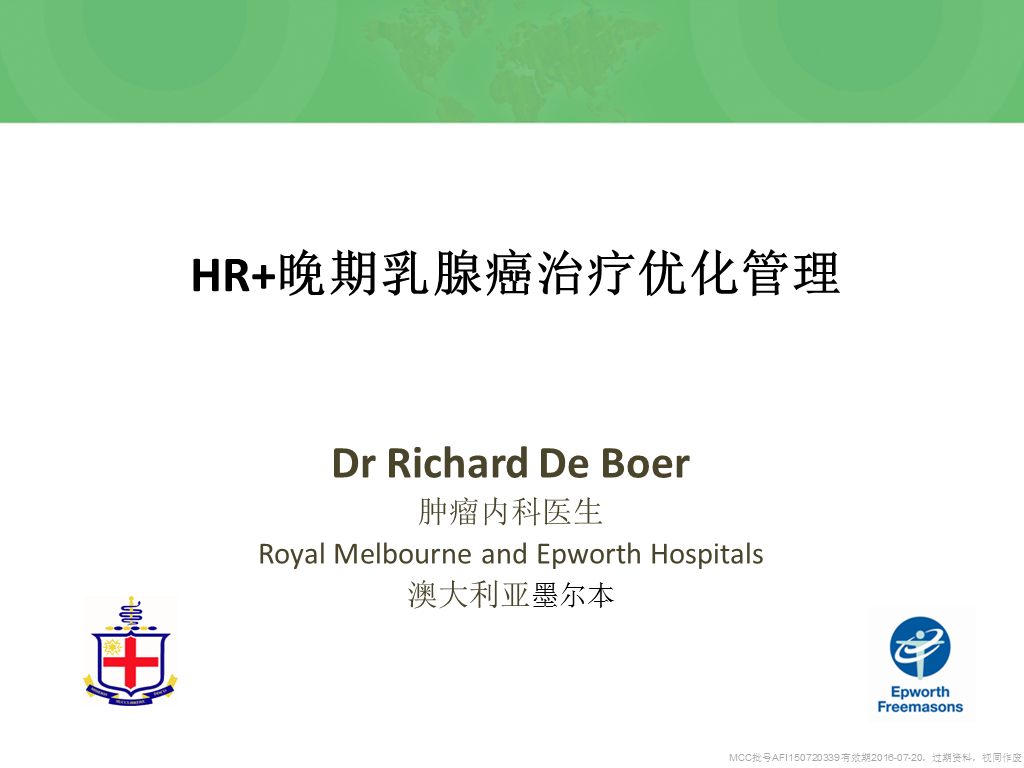 HR+晚期乳腺癌治疗优化管理
Dr Richard De Boer
肿瘤内科医生
Royal Melbourne and Epworth Hospitals
澳大利亚墨尔本
Epworth
Freemasons
MCC批号AFI150720339有效期2016-07-20，过期资料，视同作废